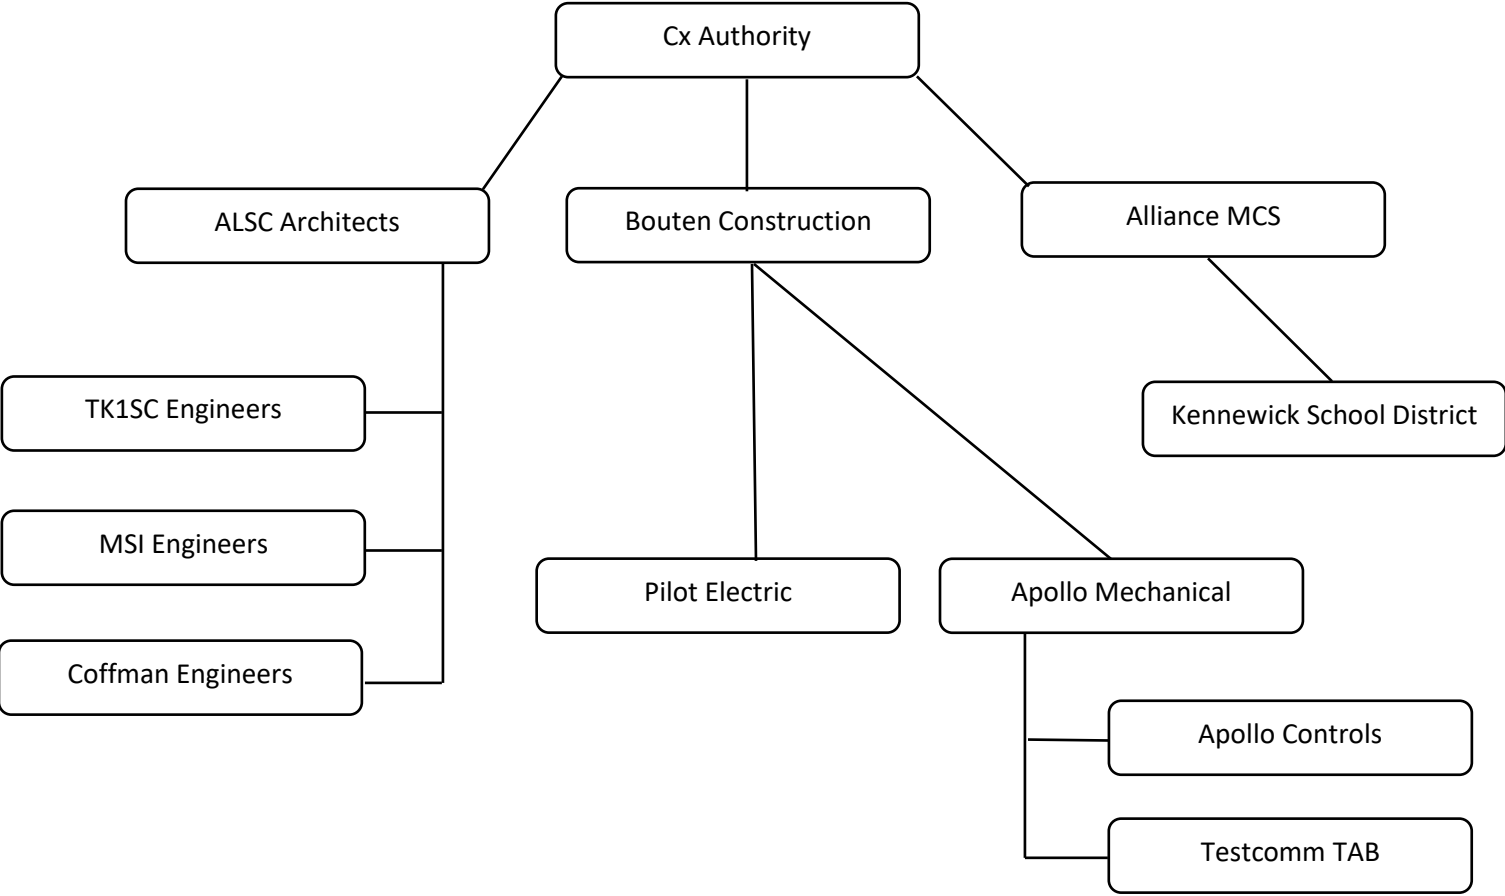 Cx Authority
ALSC Architects
Bouten Construction
Alliance MCS
TK1SC Engineers
Kennewick School District
MSI Engineers
Pilot Electric
Apollo Mechanical
Coffman Engineers
Apollo Controls
Testcomm TAB